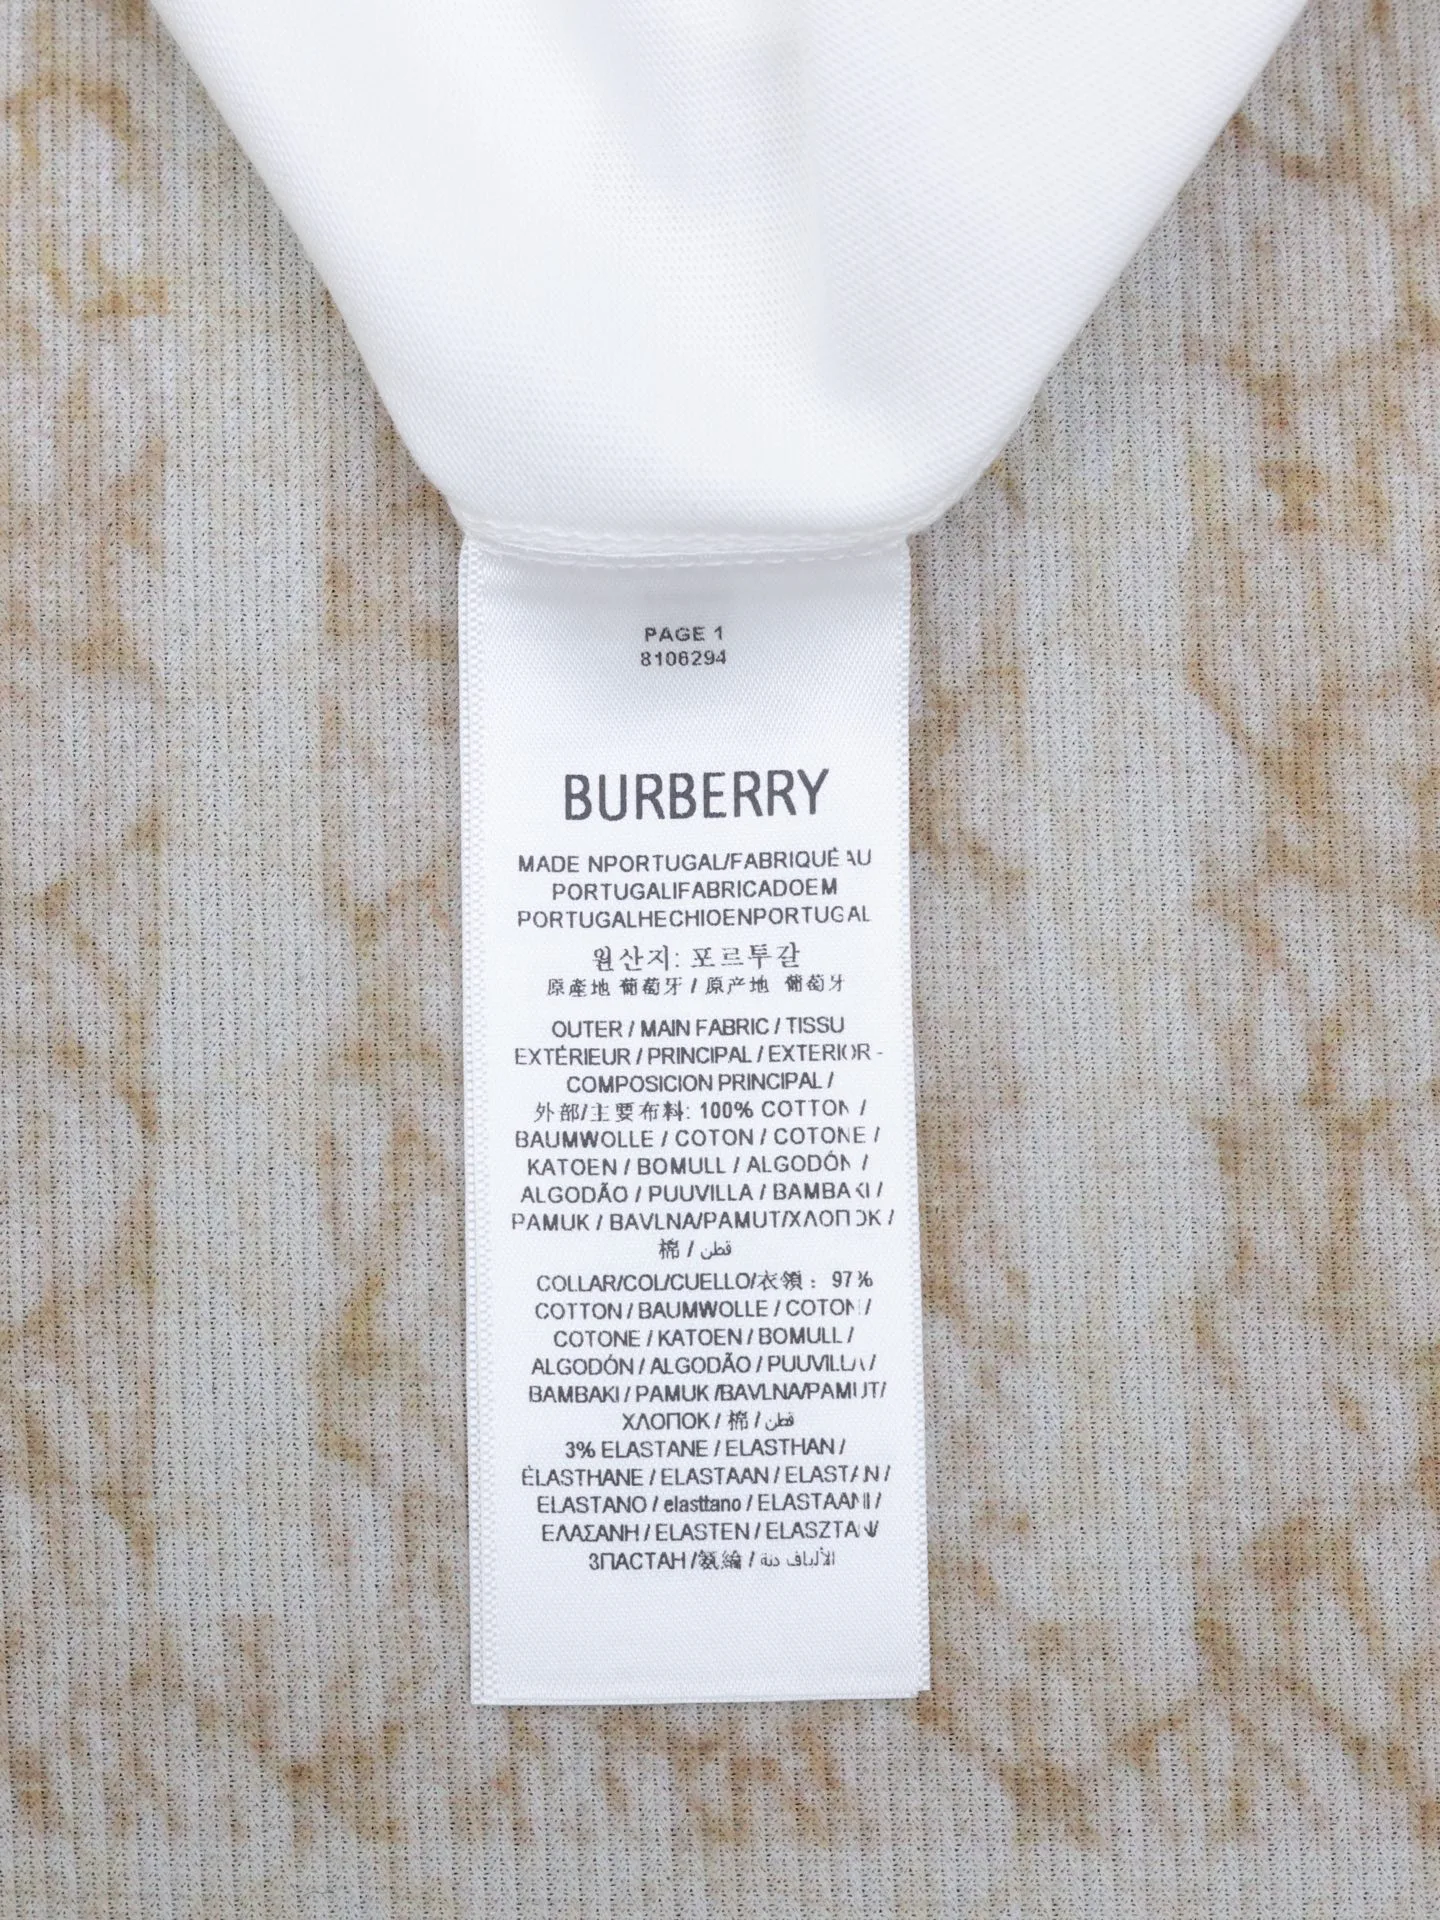 PAGE 1
8106294
BURBERRY
MADE NPORTUGAL/FABRIQUÉ AU
PORTUGALIFABRICADOEM
PORTUGALHECHIOENPORTUGAL
원산지: 포르투갈
原產地 葡萄牙 / 原产地 葡萄牙
OUTER / MAIN FABRIC / TISSU
EXTÉRIEUR / PRINCIPAL / EXTERIOR -
COMPOSICION PRINCIPAL /
外部/主要布料: 100% COTTON /
BAUMWOLLE / COTON / COTONE /
KATOEN / BOMULL / ALGODÓN /
ALGODÃO / PUUVILLA / BAMBAKI /
PAMUK / BAVLNA/PAMUT/ХЛОПОК /
棉 / قطن
COLLAR/COL/CUELLO/衣領： 97%
COTTON / BAUMWOLLE / COTON /
COTONE / KATOEN / BOMULL /
ALGODÓN / ALGODÃO / PUUVILLA /
BAMBAKI / PAMUK /BAVLNA/PAMUT/
ХЛОПОК / 棉 / قطن
3% ELASTANE / ELASTHAN /
ÉLASTHANE / ELASTAAN / ELASTAN /
ELASTANO / elasttano / ELASTAANI /
ΕΛΑΣΑΝΗ / ELASTEN / ELASZTAN/
ЗПАСТАН /氨綸 / الألياف دنة